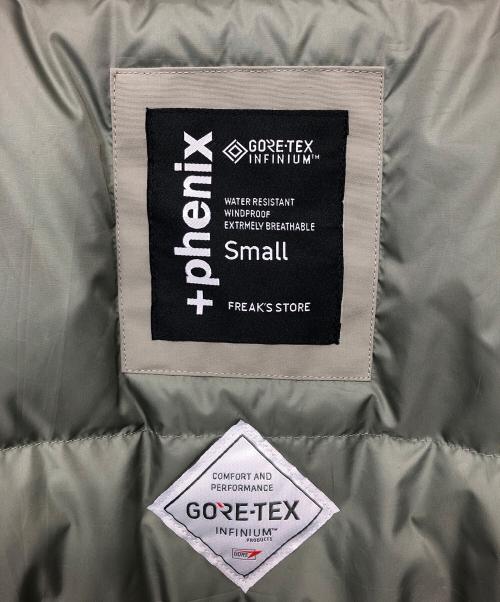 +phenix
GORE-TEX
INFINIUM™
WATER RESISTANT
WINDPROOF
EXTRMELY BREATHABLE
Small
FREAK'S STORE
COMFORT AND
PERFORMANCE
GORE-TEX
INFINIUM™
PRODUCTS
GORE